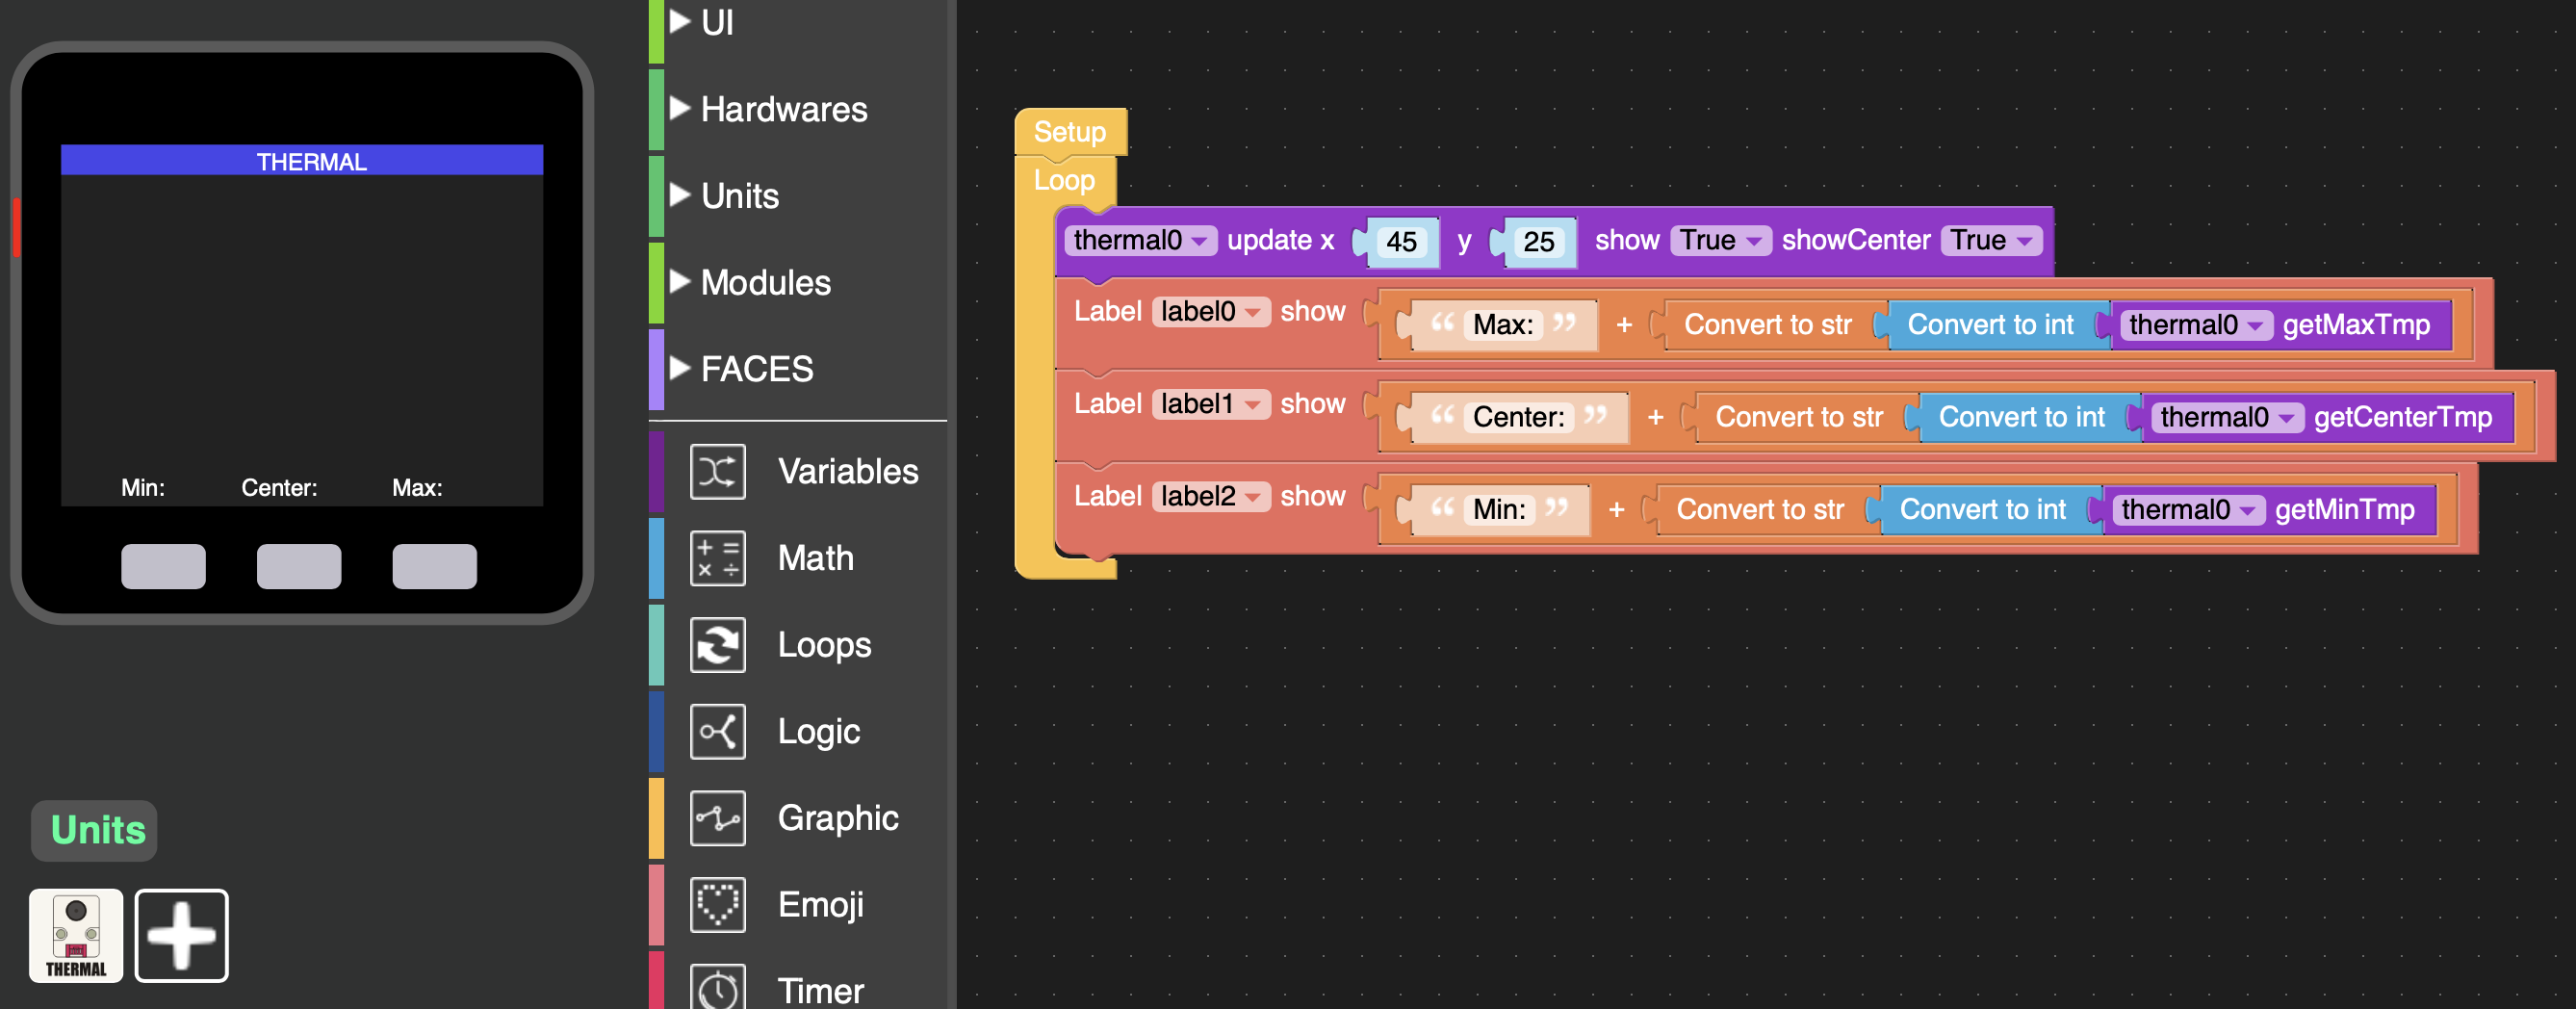 THERMAL
Min: Center: Max:
Units
THERMAL
UI
Hardwares
Units
Modules
FACES
Variables
Math
Loops
Logic
Graphic
Emoji
Timer
Setup
Loop
thermal0 update x 45 y 25 show True showCenter True
Label label0 show “ Max: ” + Convert to str Convert to int thermal0 getMaxTmp
Label label1 show “ Center: ” + Convert to str Convert to int thermal0 getCenterTmp
Label label2 show “ Min: ” + Convert to str Convert to int thermal0 getMinTmp